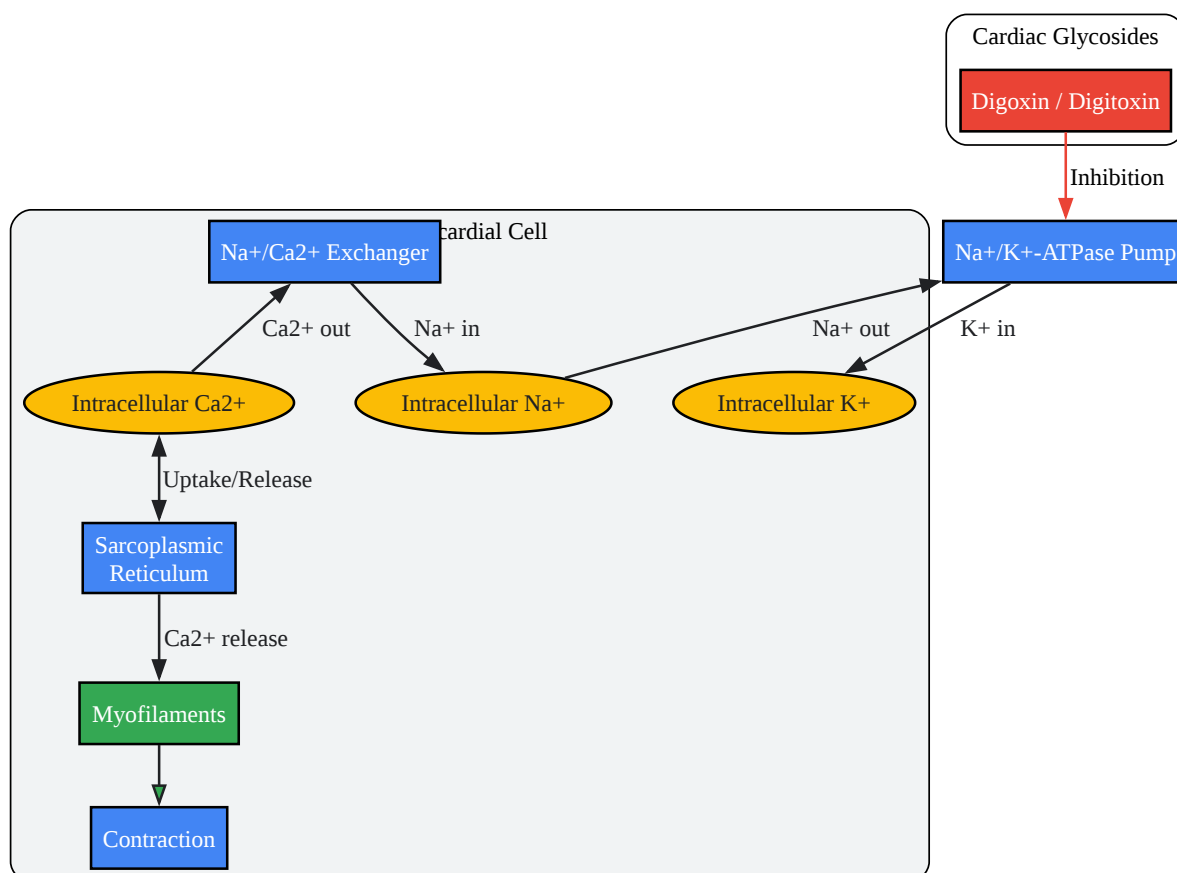 Cardiac Glycosides
Digoxin / Digitoxin
Inhibition
cardial Cell
Na+/Ca2+ Exchanger
Na+/K+-ATPase Pump
Ca2+ out
Na+ in
Na+ out
K+ in
Intracellular Ca2+
Intracellular Na+
Intracellular K+
Uptake/Release
Sarcoplasmic
Reticulum
Ca2+ release
Myofilaments
Contraction